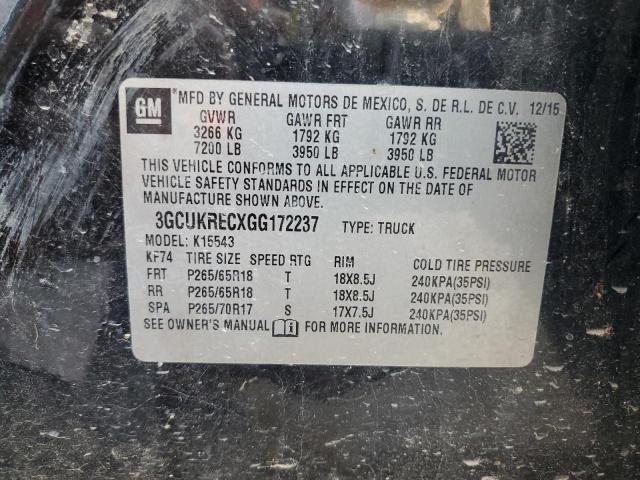 GM *MFD BY GENERAL MOTORS DE MEXICO, S. DE R.L. DE C.V. 12/15
GVWR GAWR FRT GAWR RR
3266 KG 1792 KG 1792 KG
7200 LB 3950 LB 3950 LB
THIS VEHICLE CONFORMS TO ALL APPLICABLE U.S. FEDERAL MOTOR
VEHICLE SAFETY STANDARDS IN EFFECT ON THE DATE OF
MANUFACTURE SHOWN ABOVE.
3GCUKRECXGG172237 TYPE: TRUCK
MODEL: K15543
KF74 TIRE SIZE SPEED RTG RIM COLD TIRE PRESSURE
FRT P265/65R18 T 18X8.5J 240KPA(35PSI)
RR P265/65R18 T 18X8.5J 240KPA(35PSI)
SPA P265/70R17 S 17X7.5J 240KPA(35PSI)
SEE OWNER'S MANUAL FOR MORE INFORMATION.